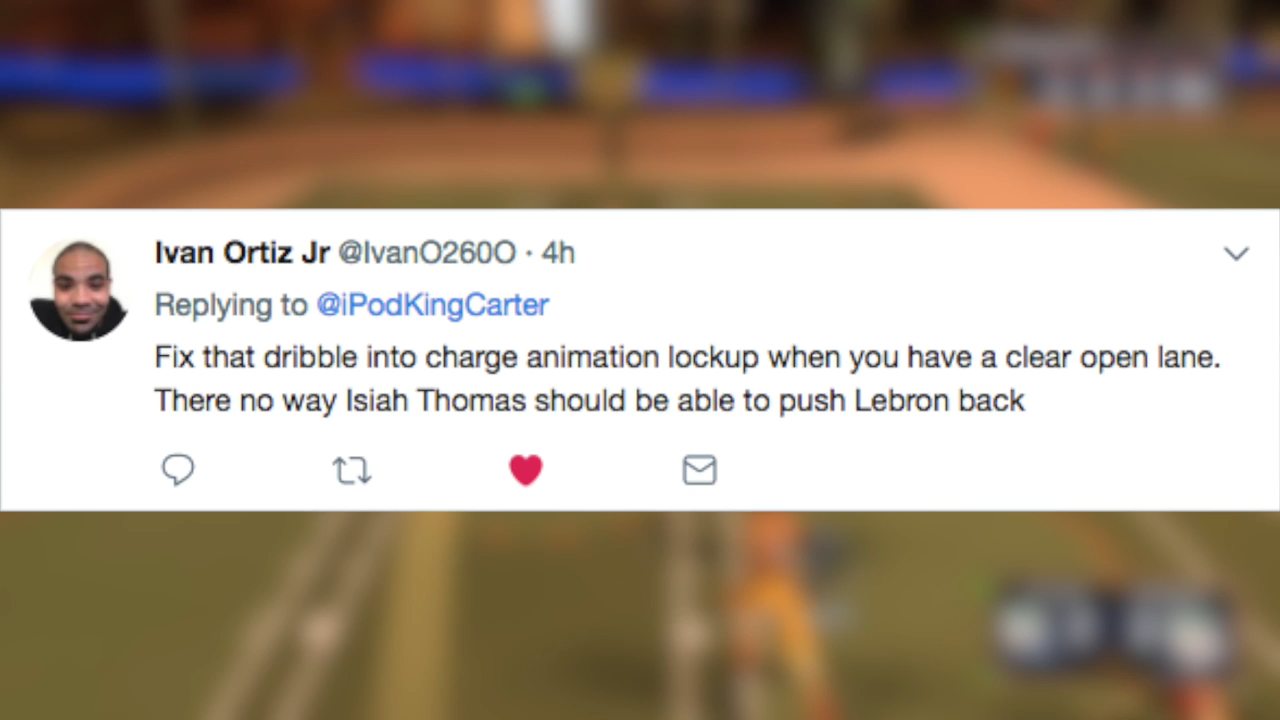 Ivan Ortiz Jr @IvanO260O · 4h
Replying to @iPodKingCarter
Fix that dribble into charge animation lockup when you have a clear open lane.
There no way Isiah Thomas should be able to push Lebron back